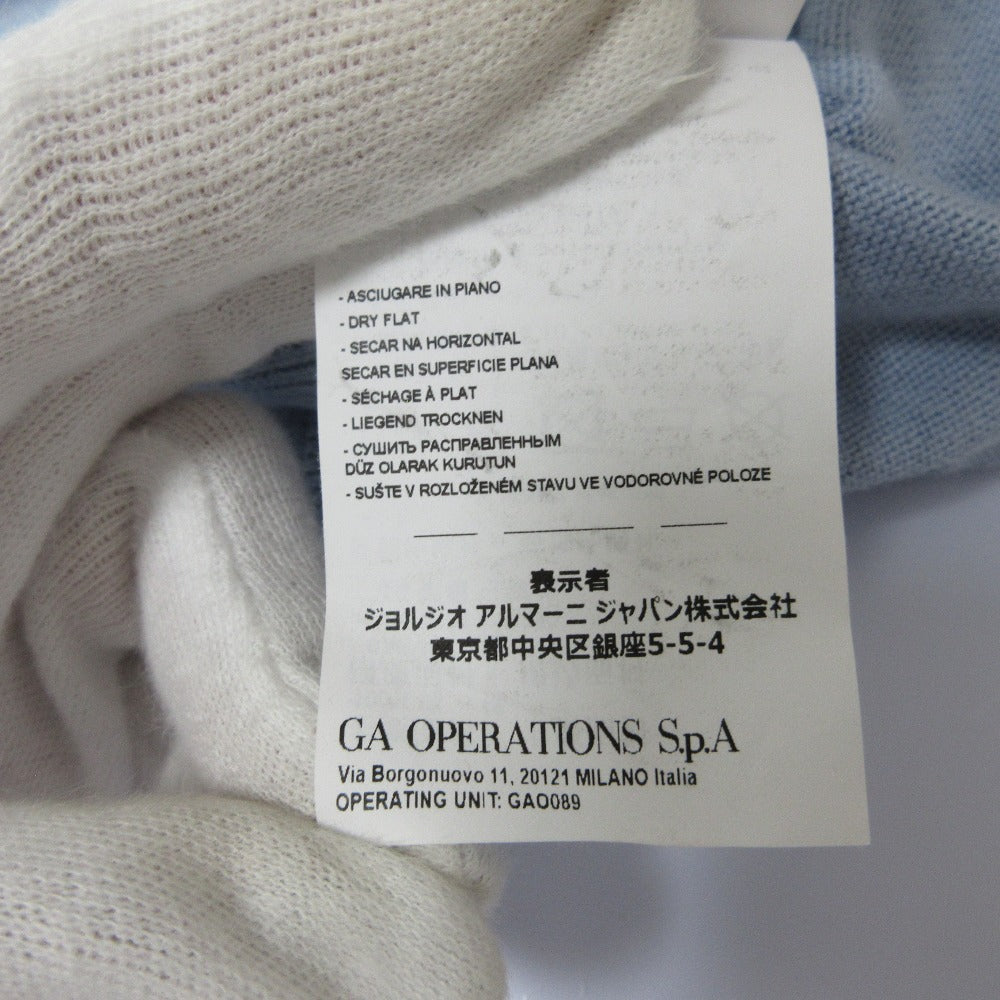 - ASCIUGARE IN PIANO
- DRY FLAT
- SECAR NA HORIZONTAL
SECAR EN SUPERFICIE PLANA
- SÉCHAGE À PLAT
- LIEGEND TROCKNEN
- СУШИТЬ РАСПРАВЛЕННЫМ
DÜZ OLARAK KURUTUN
- SUŠTE V ROZLOŽENÉM STAVU VE VODOROVNÉ POLOZE
表示者
ジョルジオ アルマーニ ジャパン株式会社
東京都中央区銀座5-5-4
GA OPERATIONS S.p.A
Via Borgonuovo 11, 20121 MILANO Italia
OPERATING UNIT: GAO089